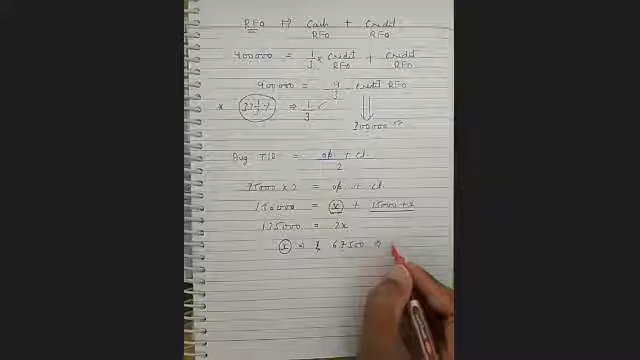 RFO ⇒ Cash RFO + Credit RFO
400000 = 1/3 x Credit RFO + Credit RFO
400000 = 4/3 Credit RFO
x 33 1/3 % ⇒ 1/3
300000
Avg T/R = op. + cl. / 2
75000 x 2 = op. + cl.
150000 = x + 15000 + x
135000 = 2x
x ⇒ 67500 ⇒